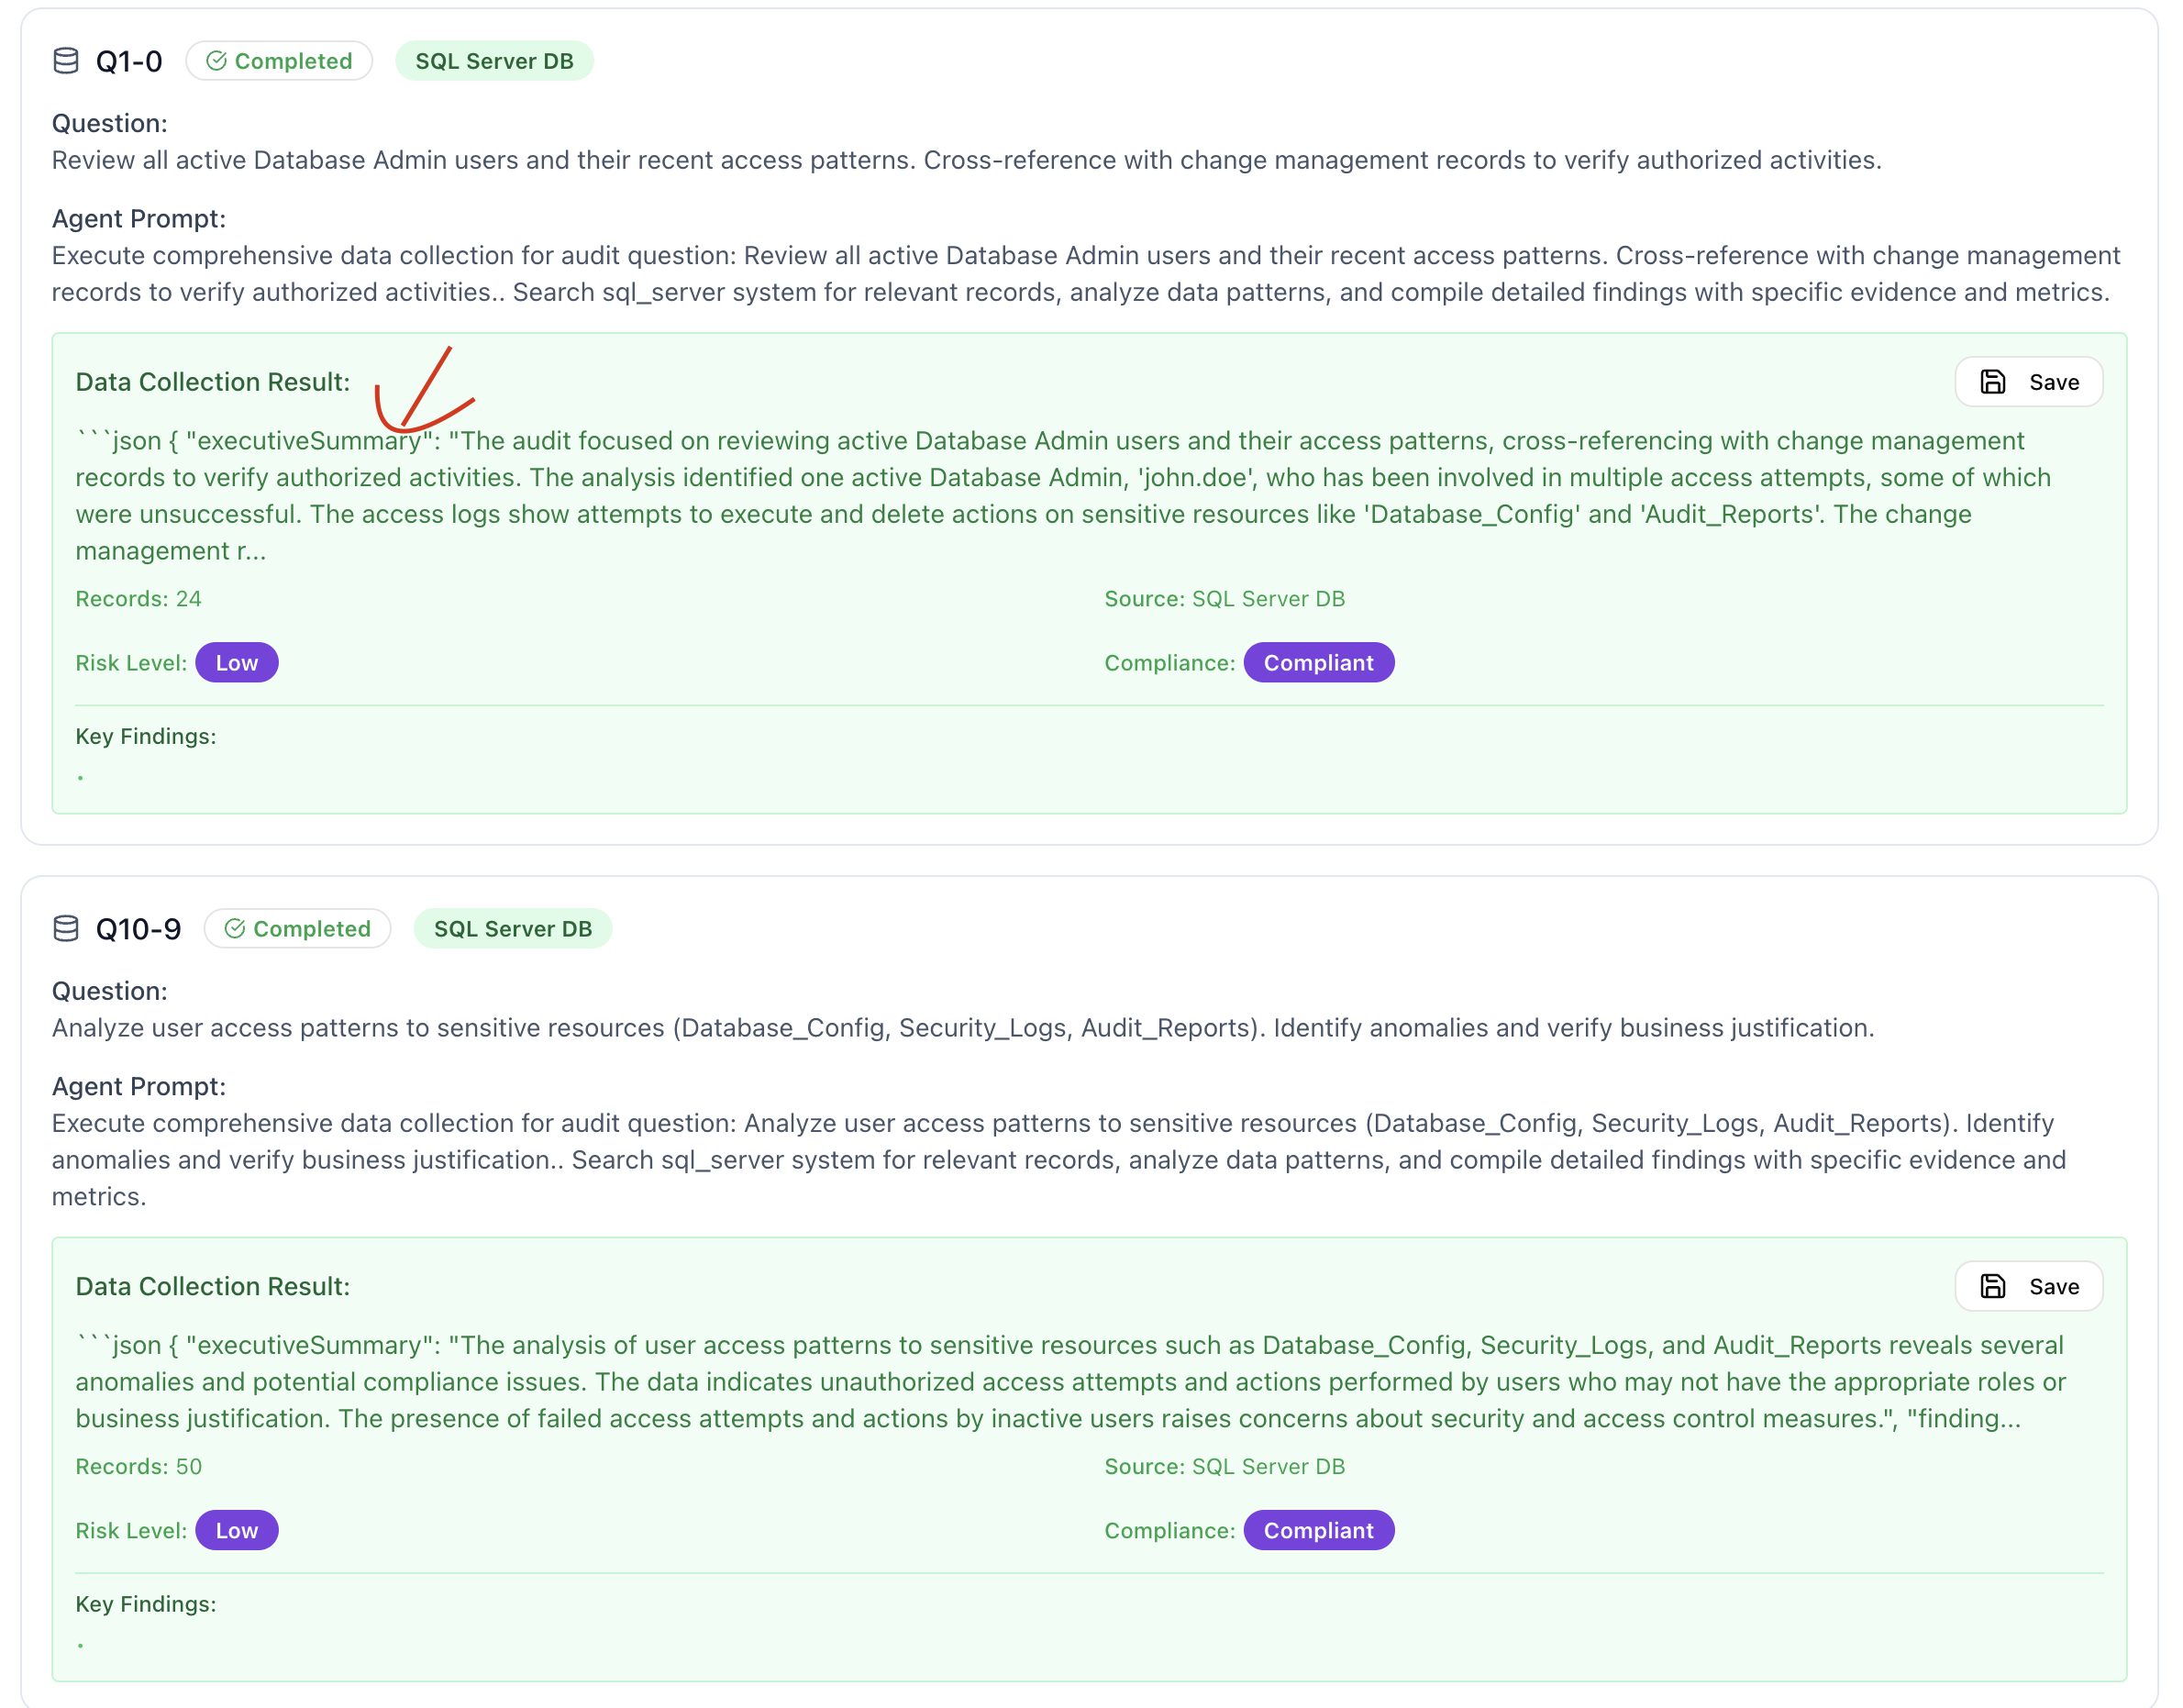 Q1-0 Completed SQL Server DB
Question:
Review all active Database Admin users and their recent access patterns. Cross-reference with change management records to verify authorized activities.
Agent Prompt:
Execute comprehensive data collection for audit question: Review all active Database Admin users and their recent access patterns. Cross-reference with change management
records to verify authorized activities.. Search sql_server system for relevant records, analyze data patterns, and compile detailed findings with specific evidence and metrics.
Data Collection Result: Save
```json { "executiveSummary": "The audit focused on reviewing active Database Admin users and their access patterns, cross-referencing with change management
records to verify authorized activities. The analysis identified one active Database Admin, 'john.doe', who has been involved in multiple access attempts, some of which
were unsuccessful. The access logs show attempts to execute and delete actions on sensitive resources like 'Database_Config' and 'Audit_Reports'. The change
management r...
Records: 24 Source: SQL Server DB
Risk Level: Low Compliance: Compliant
Key Findings:
·
Q10-9 Completed SQL Server DB
Question:
Analyze user access patterns to sensitive resources (Database_Config, Security_Logs, Audit_Reports). Identify anomalies and verify business justification.
Agent Prompt:
Execute comprehensive data collection for audit question: Analyze user access patterns to sensitive resources (Database_Config, Security_Logs, Audit_Reports). Identify
anomalies and verify business justification.. Search sql_server system for relevant records, analyze data patterns, and compile detailed findings with specific evidence and
metrics.
Data Collection Result: Save
```json { "executiveSummary": "The analysis of user access patterns to sensitive resources such as Database_Config, Security_Logs, and Audit_Reports reveals several
anomalies and potential compliance issues. The data indicates unauthorized access attempts and actions performed by users who may not have the appropriate roles or
business justification. The presence of failed access attempts and actions by inactive users raises concerns about security and access control measures.", "finding...
Records: 50 Source: SQL Server DB
Risk Level: Low Compliance: Compliant
Key Findings:
·